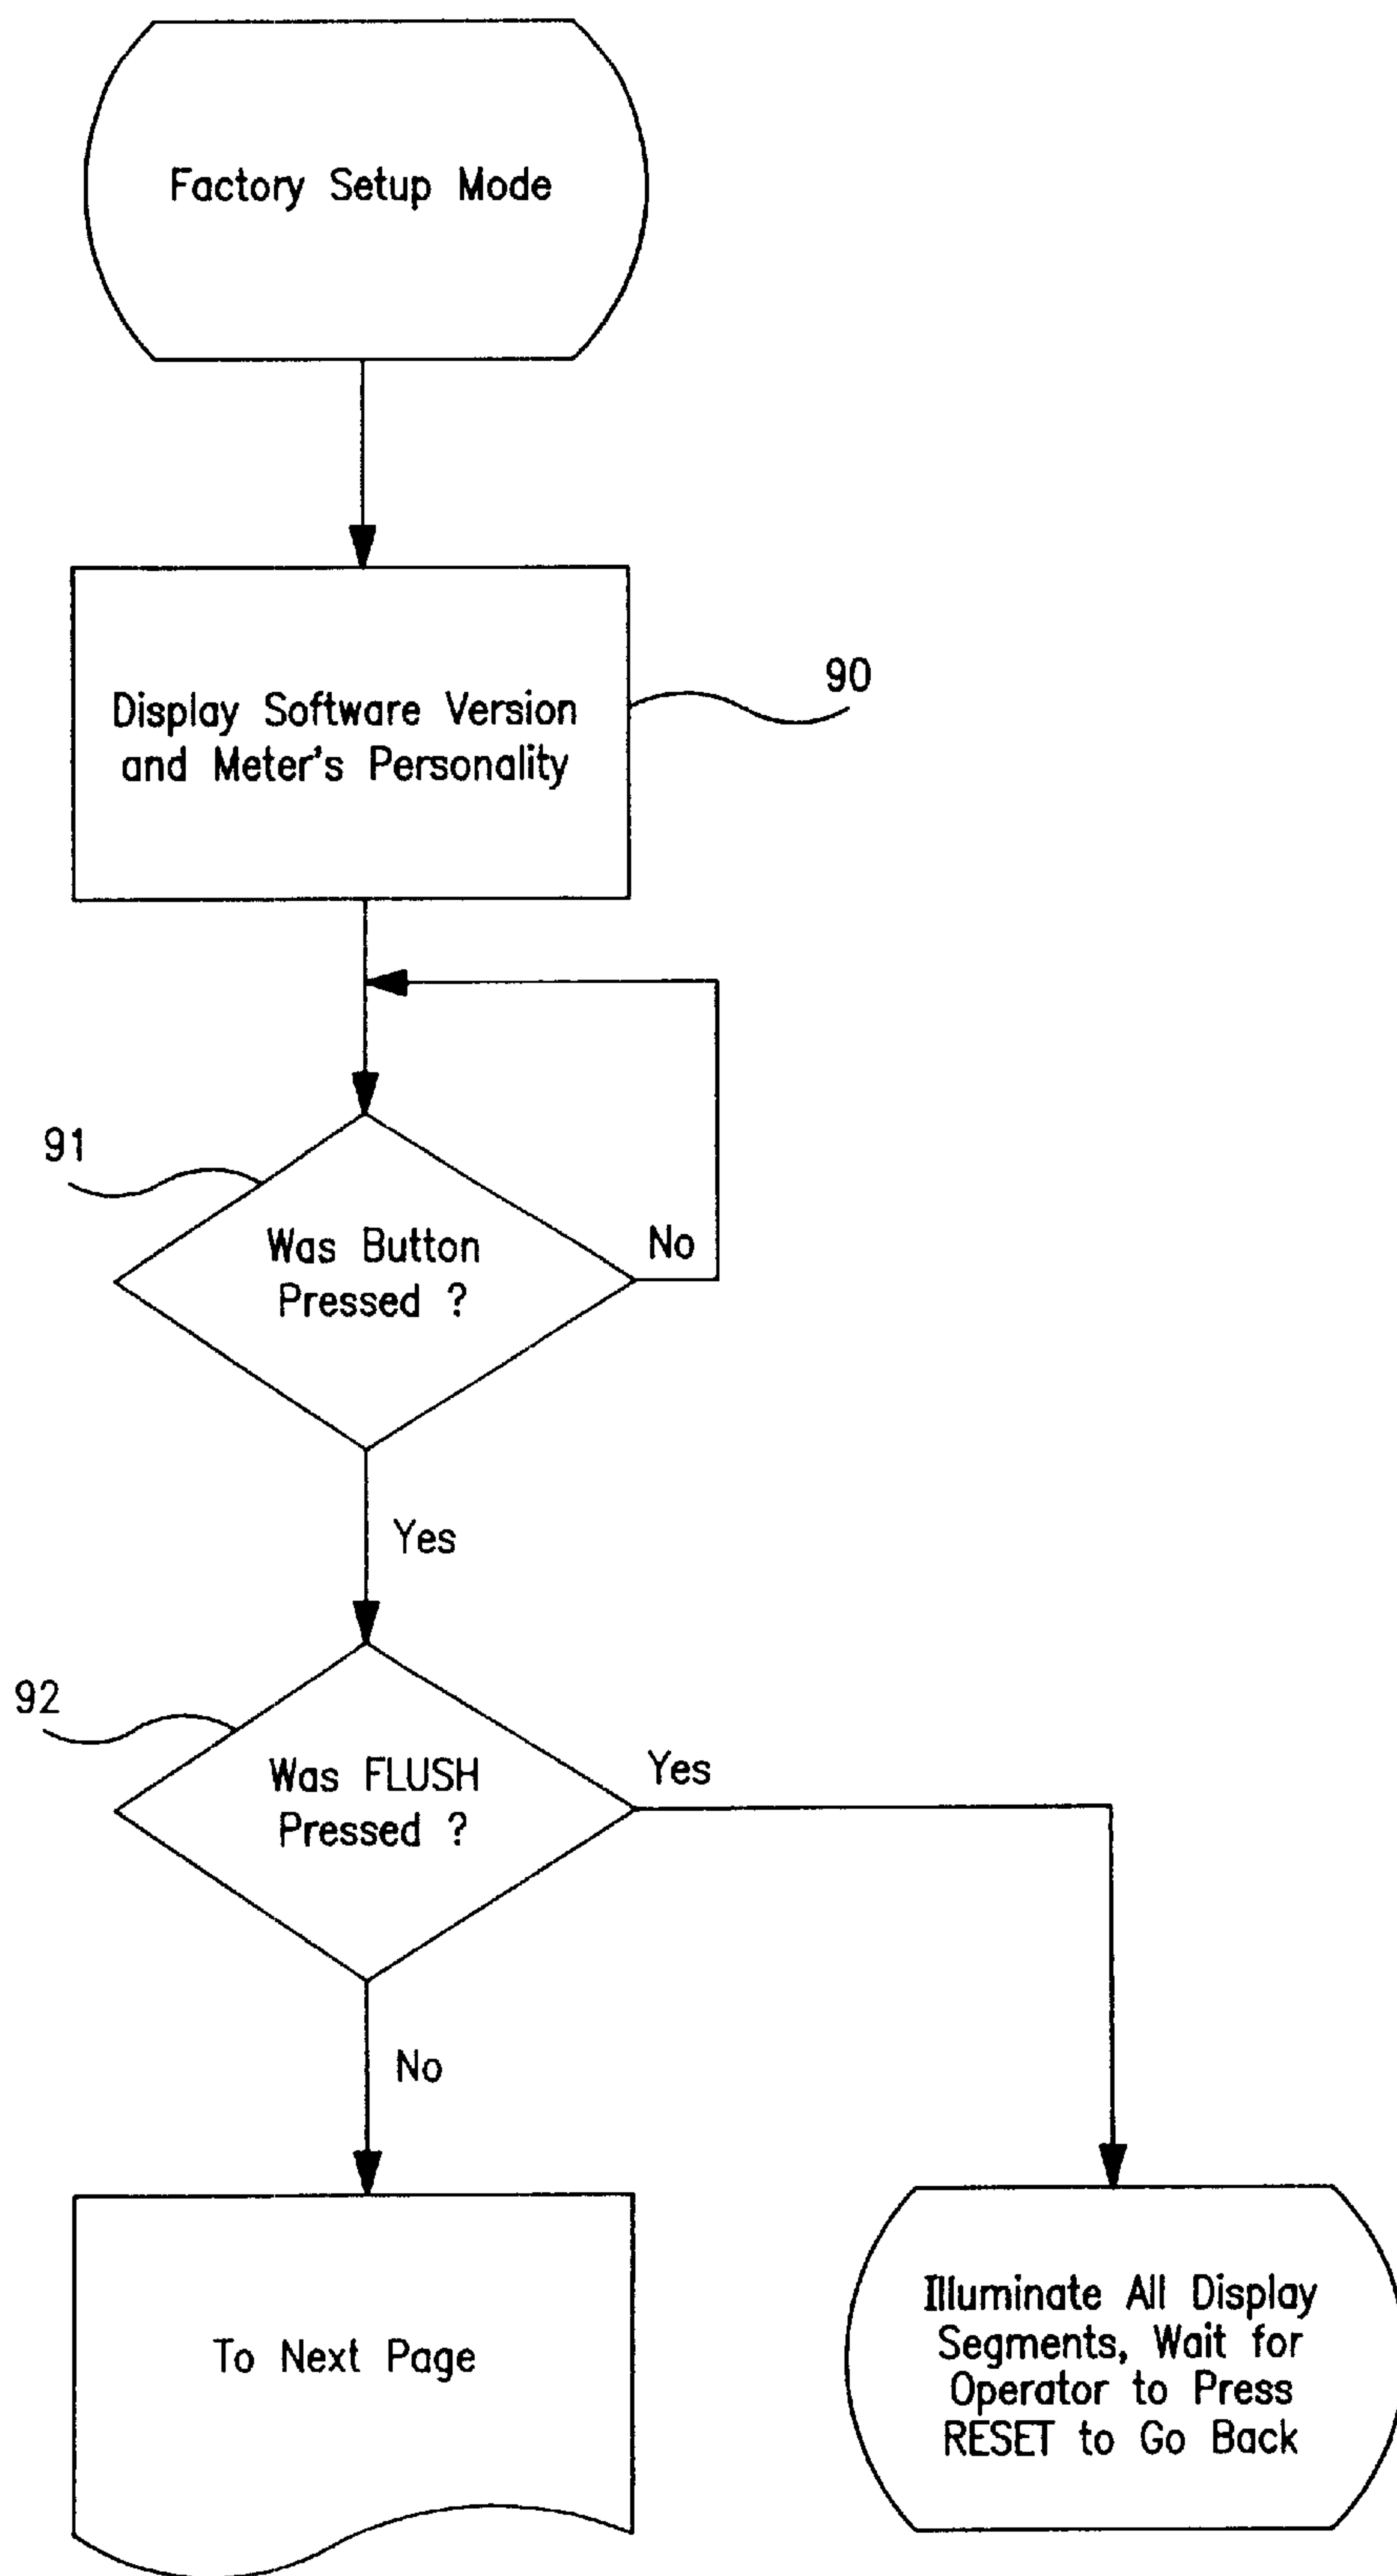 Factory Setup Mode
90
Display Software Version
and Meter's Personality
91
Was Button
Pressed ?
No
Yes
92
Was FLUSH
Pressed ?
Yes
No
To Next Page
Illuminate All Display
Segments, Wait for
Operator to Press
RESET to Go Back